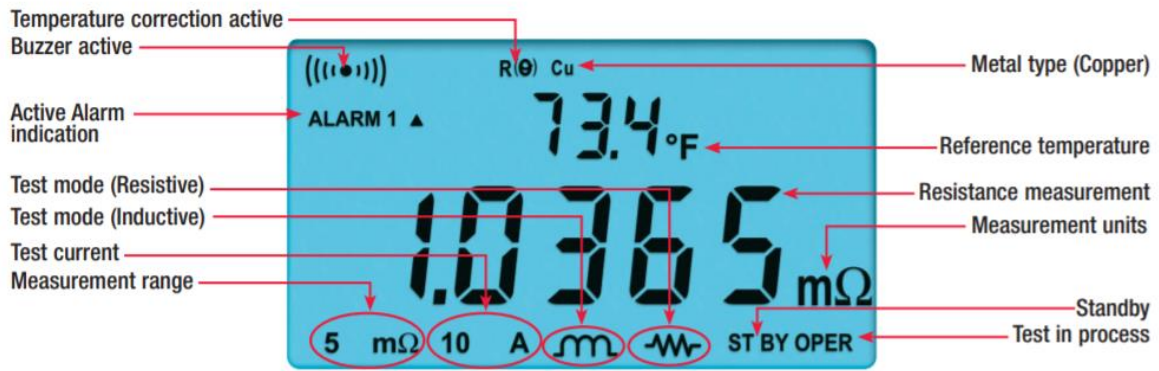 Temperature correction active
Buzzer active
Active Alarm
indication
Test mode (Resistive)
Test mode (Inductive)
Test current
Measurement range
R(Θ) Cu
ALARM 1 ▲
73.4 °F
1.0365 mΩ
5 mΩ 10 A ST BY OPER
Metal type (Copper)
Reference temperature
Resistance measurement
Measurement units
Standby
Test in process